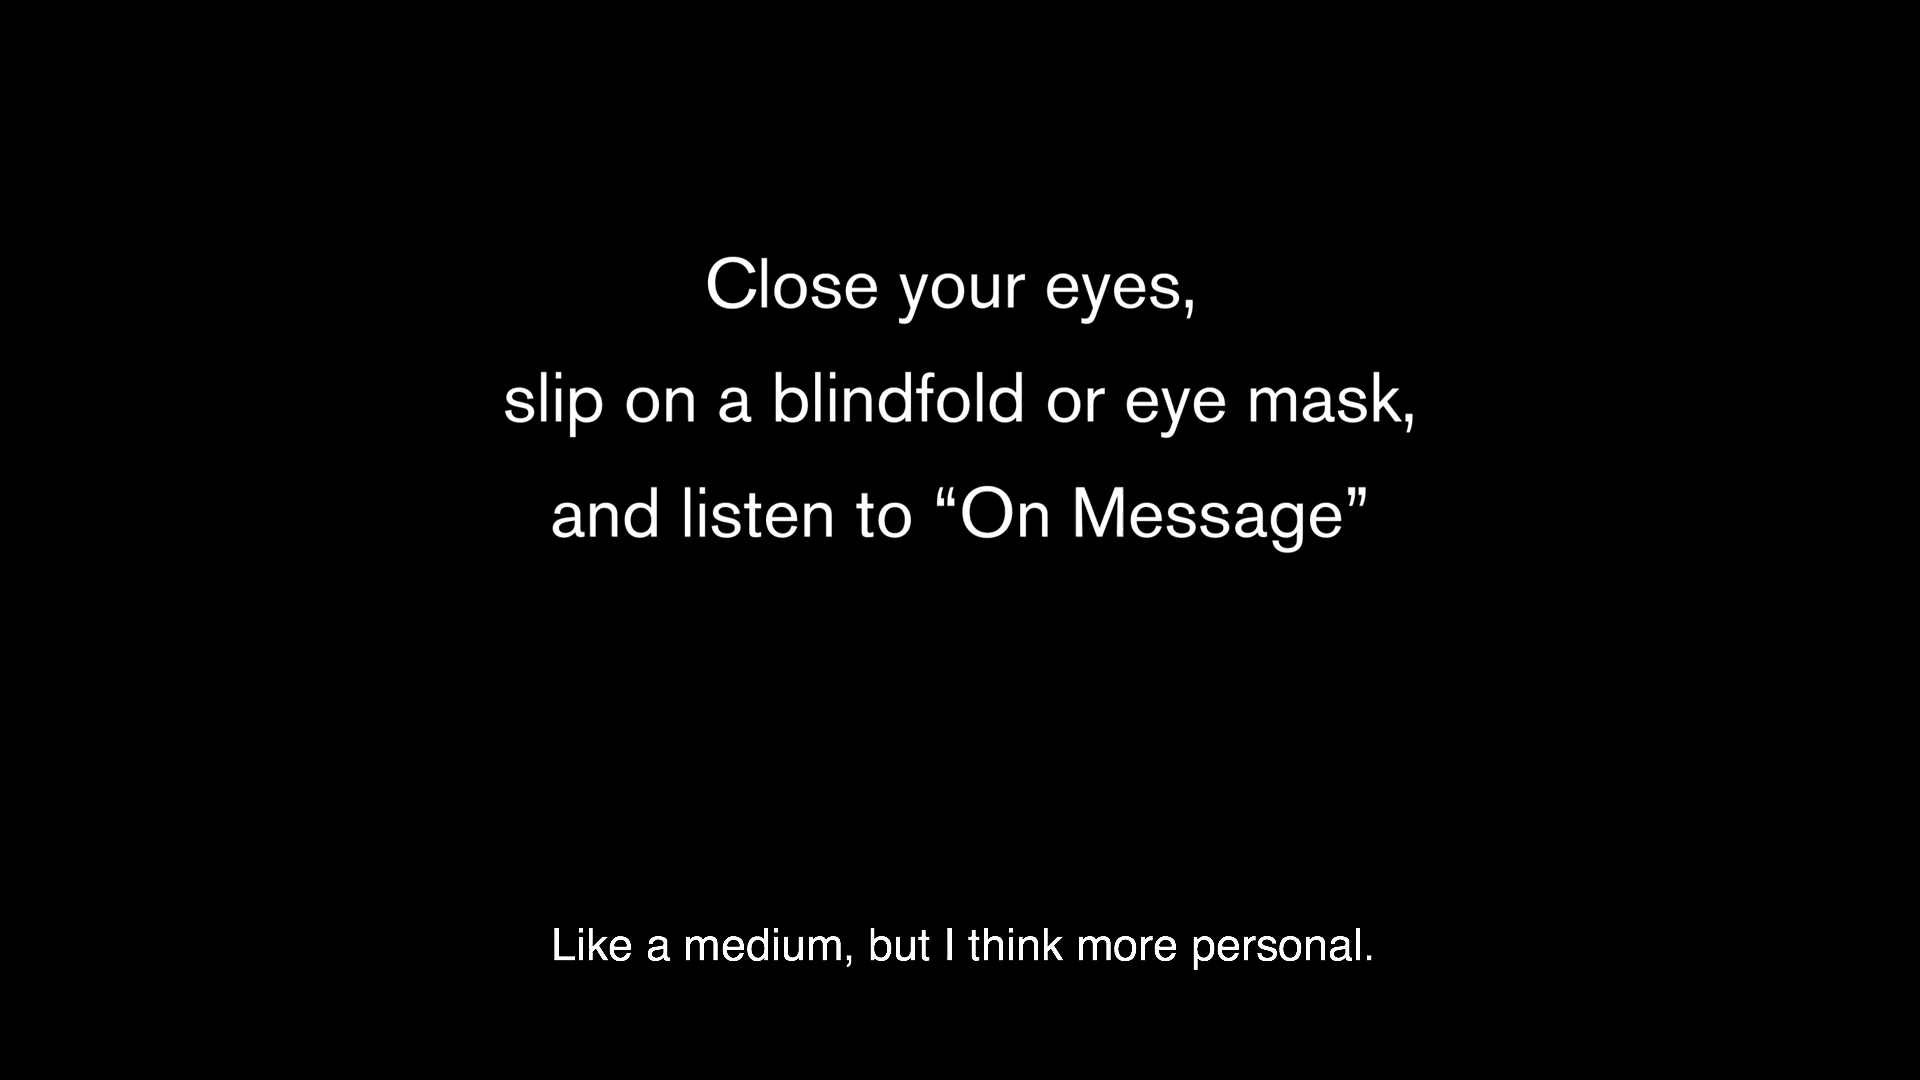 Close your eyes,
slip on a blindfold or eye mask,
and listen to “On Message”
Like a medium, but I think more personal.